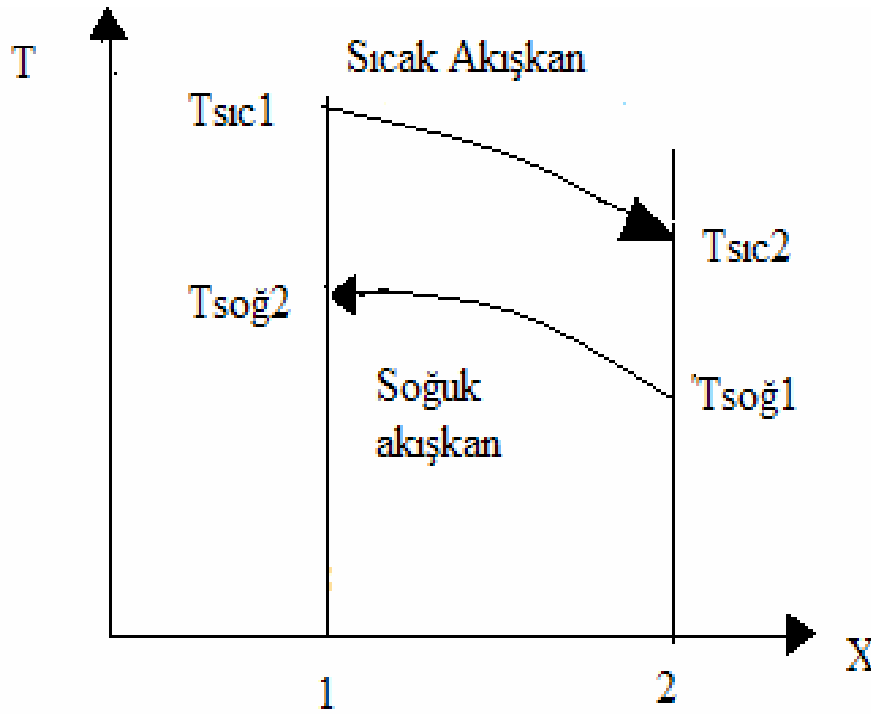 T
Sıcak Akışkan
Tsıc1
Tsıc2
Tsoğ2
Soğuk
akışkan
Tsoğ1
X
1
2